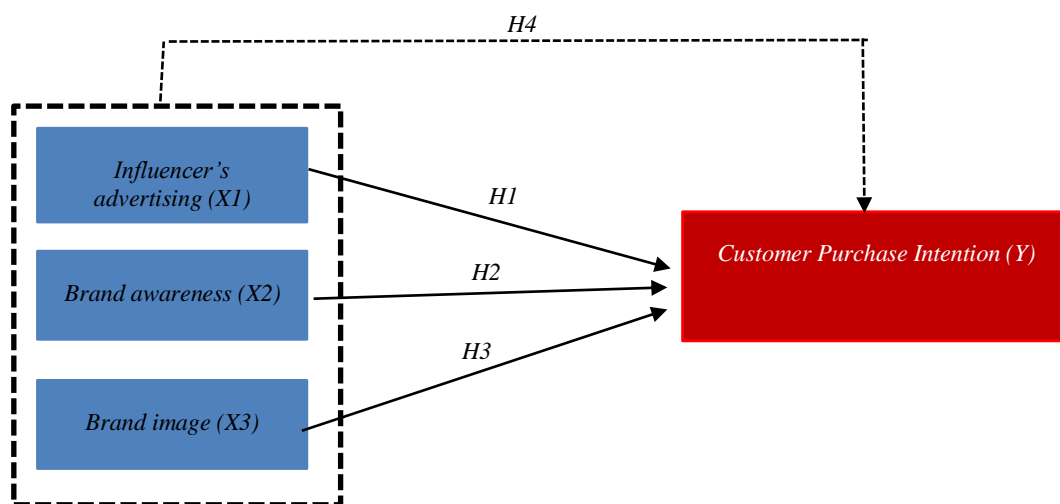 H4
Influencer’s
advertising (X1)
H1
Customer Purchase Intention (Y)
H2
Brand awareness (X2)
H3
Brand image (X3)